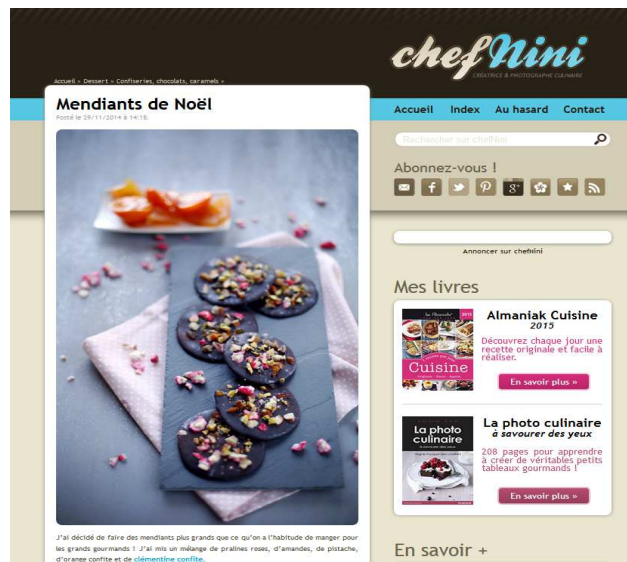 chefNini
CRÉATRICE & PHOTOGRAPHE CULINAIRE
Accueil » Dessert » Confiseries, chocolats, caramels »
Mendiants de Noël
Posté le 29/11/2014 à 14:18.
Accueil Index Au hasard Contact
Rechercher sur chefNini
Abonnez-vous !
Annoncer sur chefNini
Mes livres
2015
Cuisine
Almaniak Cuisine
2015
Découvrez chaque jour une
recette originale et facile à
réaliser.
En savoir plus »
La photo
culinaire
La photo culinaire
à savourer des yeux
208 pages pour apprendre
à créer de véritables petits
tableaux gourmands !
En savoir plus »
J'ai décidé de faire des mendiants plus grands que ce qu'on a l'habitude de manger pour
les grands gourmands ! J'ai mis un mélange de pralines roses, d'amandes, de pistache,
d'orange confite et de clémentine confite.
En savoir +